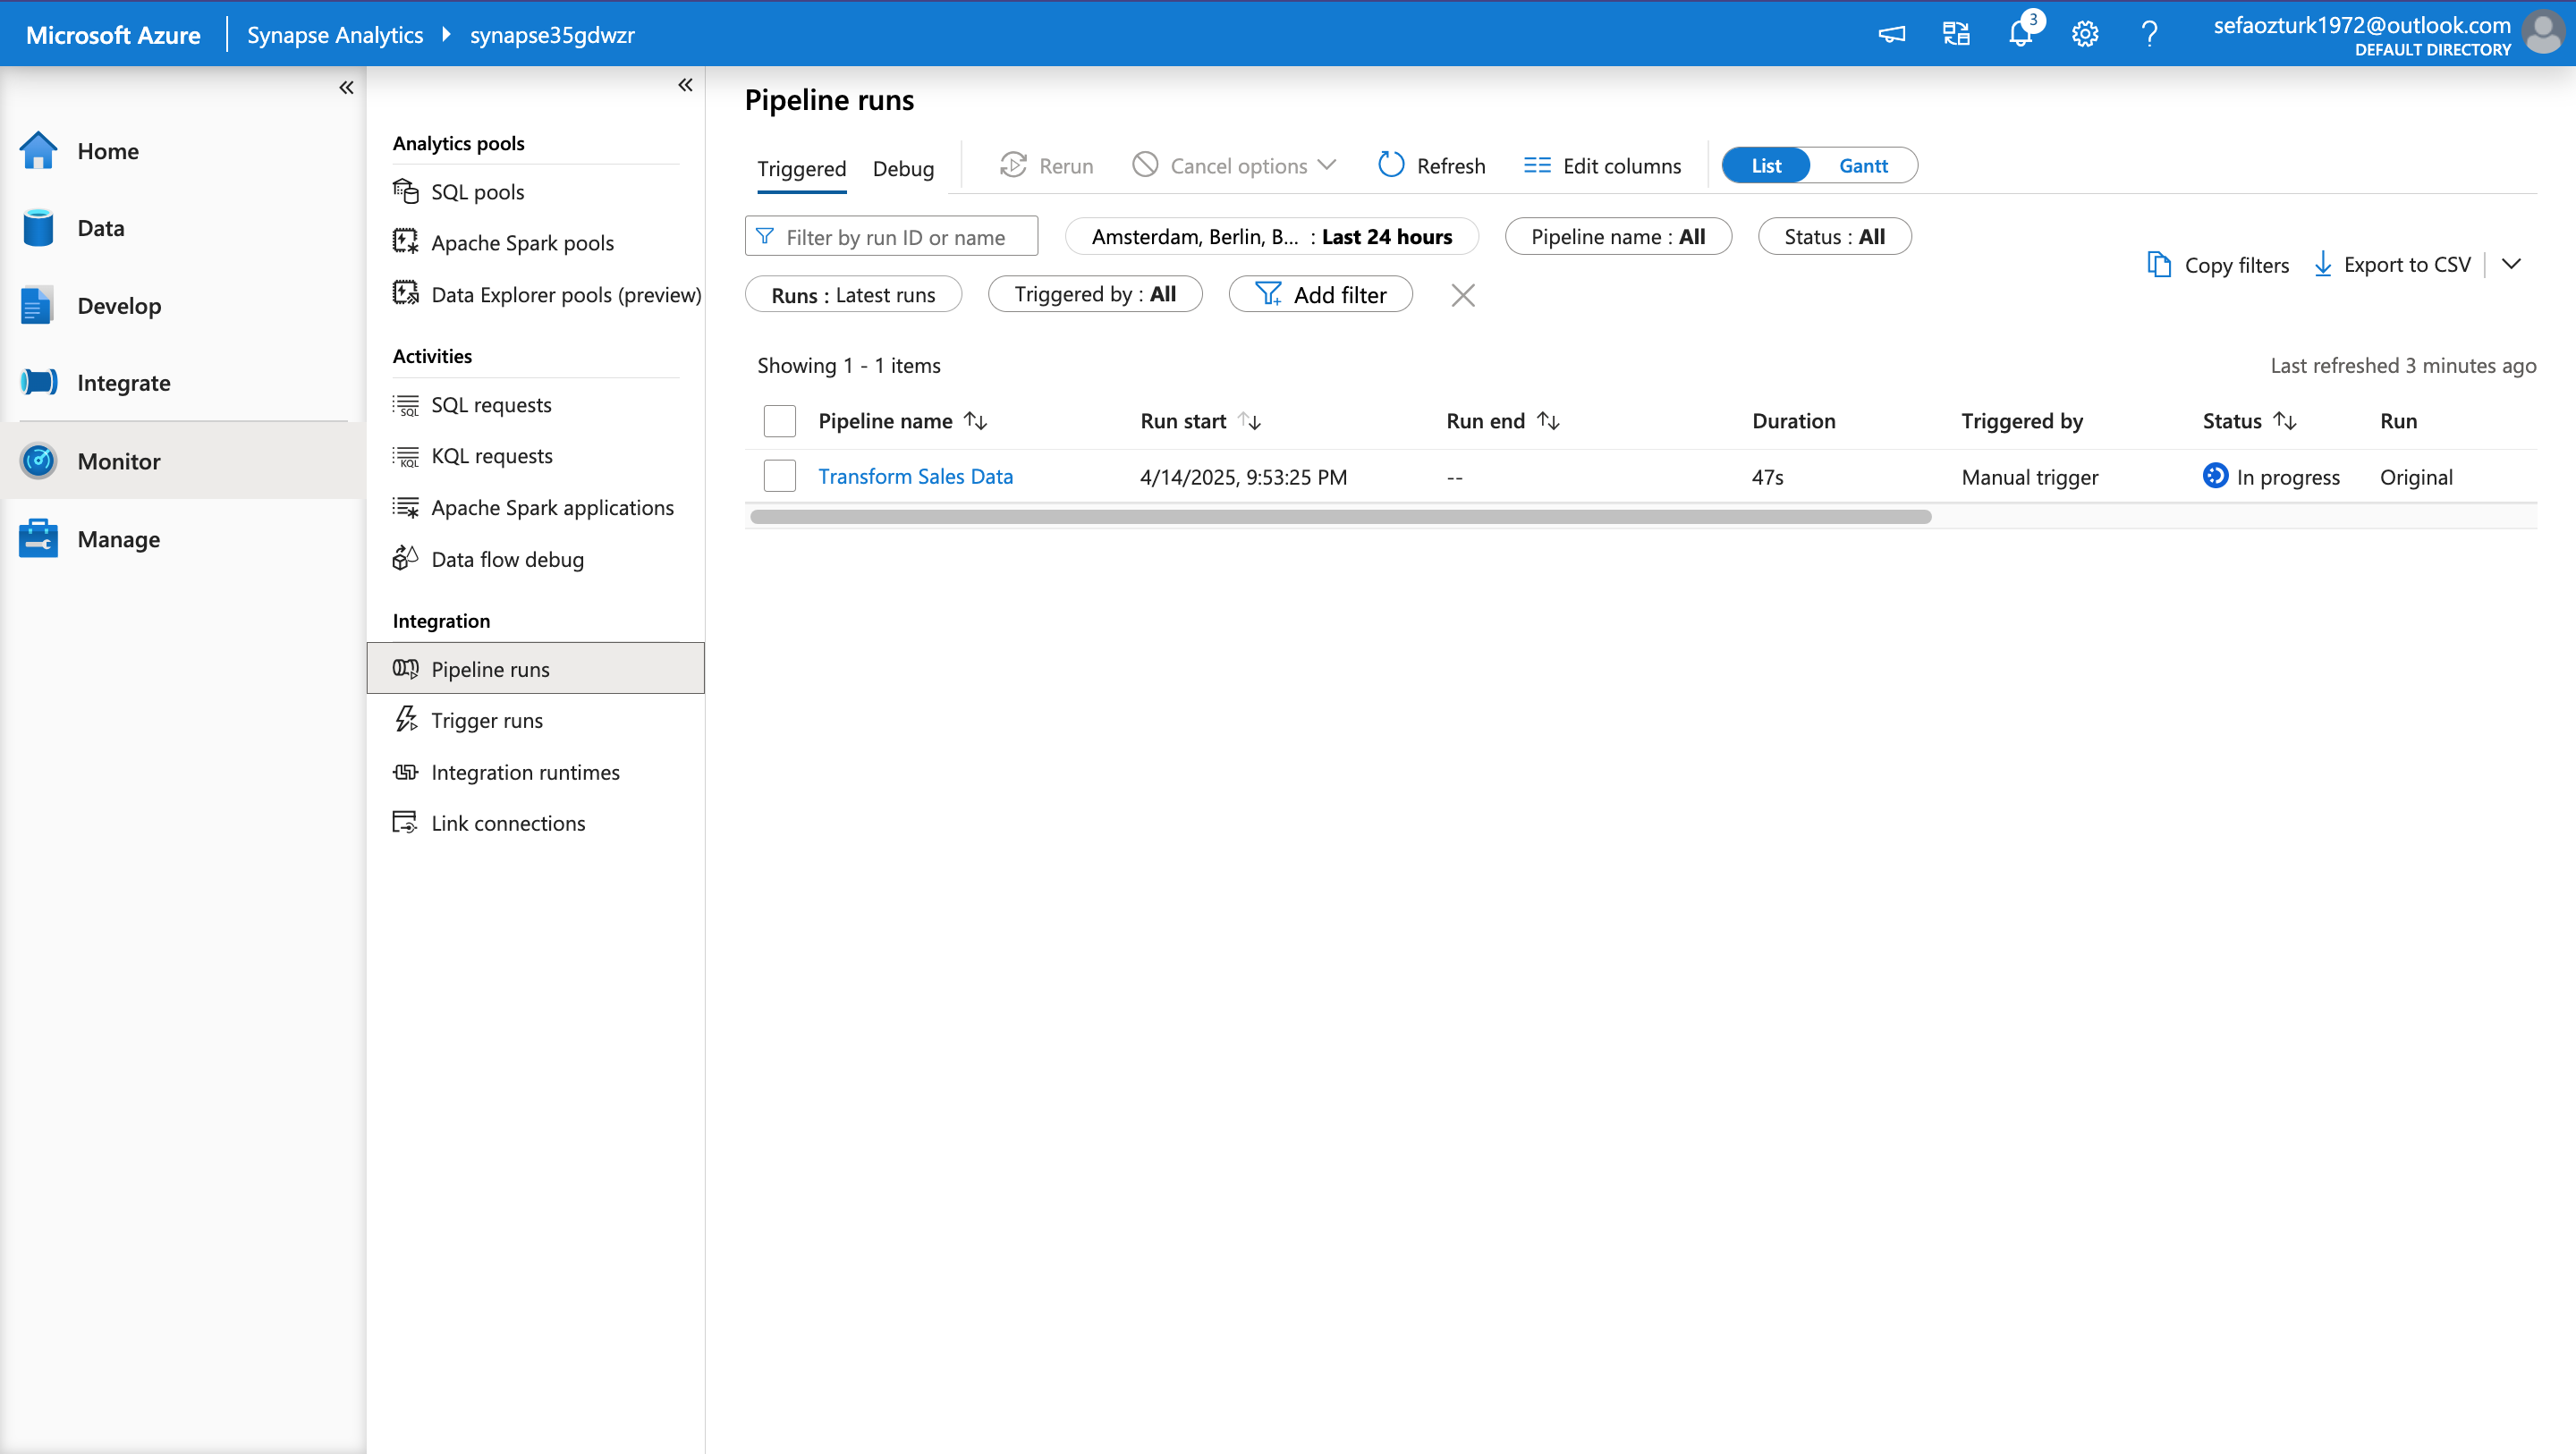 Microsoft Azure
Synapse Analytics
synapse35gdwzr
3
sefaozturk1972@outlook.com
DEFAULT DIRECTORY
Home
Data
Develop
Integrate
Monitor
Manage
Analytics pools
SQL pools
Apache Spark pools
Data Explorer pools (preview)
Activities
SQL requests
KQL requests
Apache Spark applications
Data flow debug
Integration
Pipeline runs
Trigger runs
Integration runtimes
Link connections
Pipeline runs
Triggered Debug Rerun Cancel options Refresh Edit columns List Gantt
Filter by run ID or name Amsterdam, Berlin, B... : Last 24 hours Pipeline name : All Status : All
Runs : Latest runs Triggered by : All Add filter
Copy filters Export to CSV
Showing 1 - 1 items
Last refreshed 3 minutes ago
Pipeline name Run start Run end Duration Triggered by Status Run
Transform Sales Data 4/14/2025, 9:53:25 PM -- 47s Manual trigger In progress Original